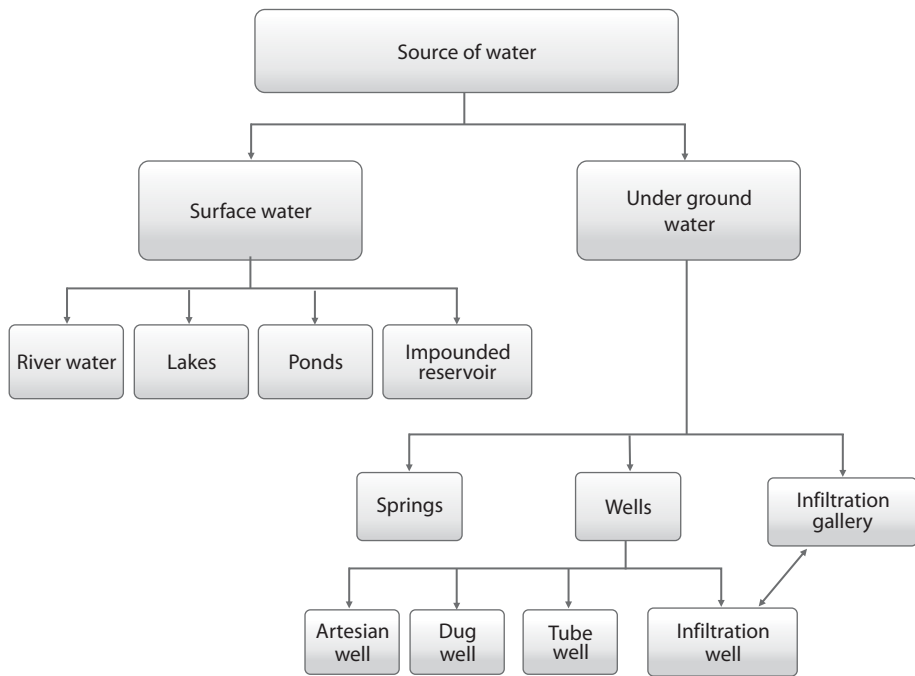 Source of water
Surface water
Under ground
water
River water
Lakes
Ponds
Impounded
reservoir
Springs
Wells
Infiltration
gallery
Artesian
well
Dug
well
Tube
well
Infiltration
well